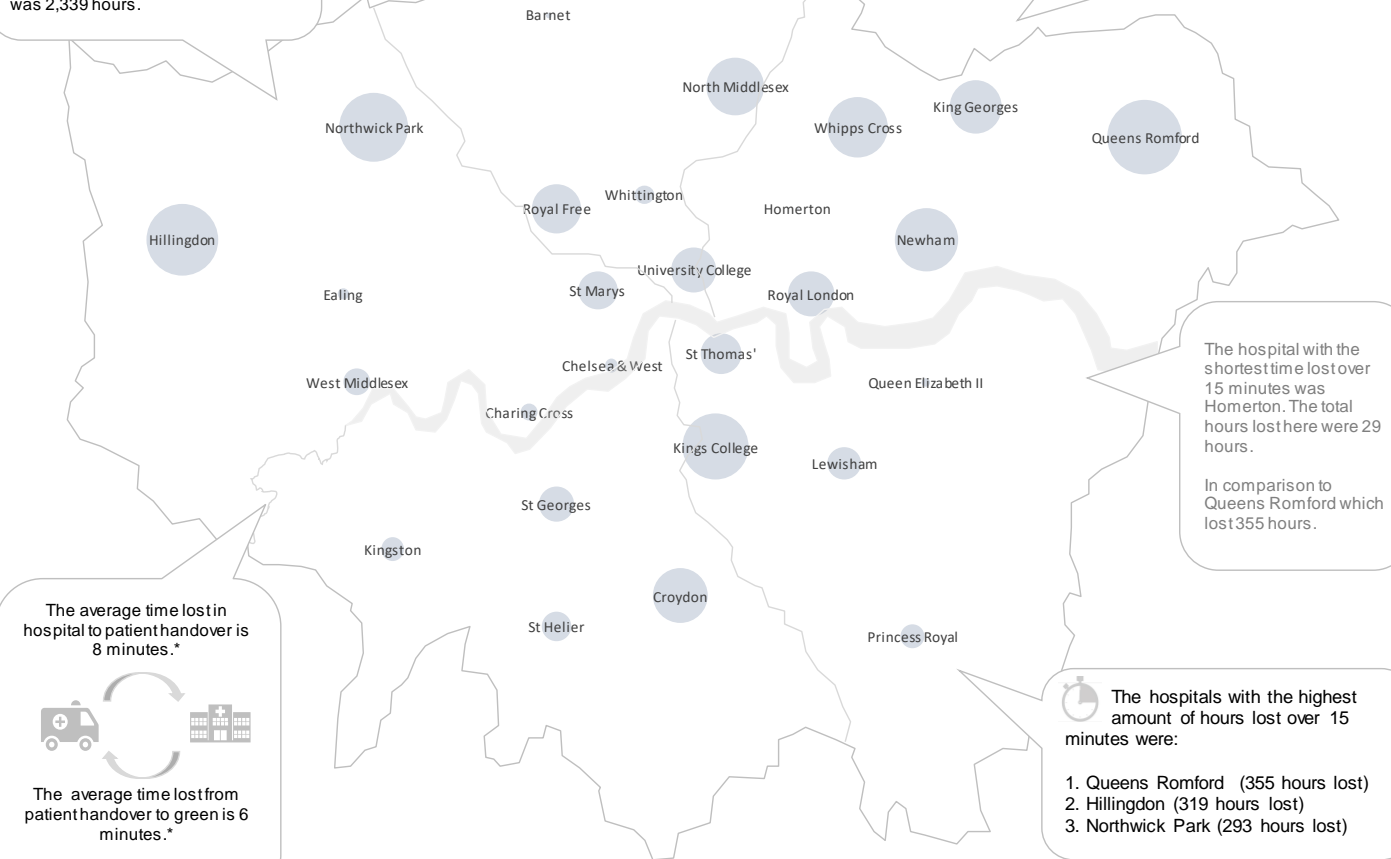 was 2,339 hours.
Barnet
North Middlesex
King Georges
Northwick Park
Whipps Cross
Queens Romford
Whittington
Royal Free
Homerton
Hillingdon
Newham
University College
Ealing
St Marys
Royal London
St Thomas'
Chelsea & West
West Middlesex
Queen Elizabeth II
Charing Cross
Kings College
Lewisham
St Georges
Kingston
Croydon
St Helier
Princess Royal
The hospital with the
shortest time lost over
15 minutes was
Homerton. The total
hours lost here were 29
hours.
In comparison to
Queens Romford which
lost 355 hours.
The average time lost in
hospital to patient handover is
8 minutes.*
The average time lost from
patient handover to green is 6
minutes.*
The hospitals with the highest
amount of hours lost over 15
minutes were:
1. Queens Romford (355 hours lost)
2. Hillingdon (319 hours lost)
3. Northwick Park (293 hours lost)